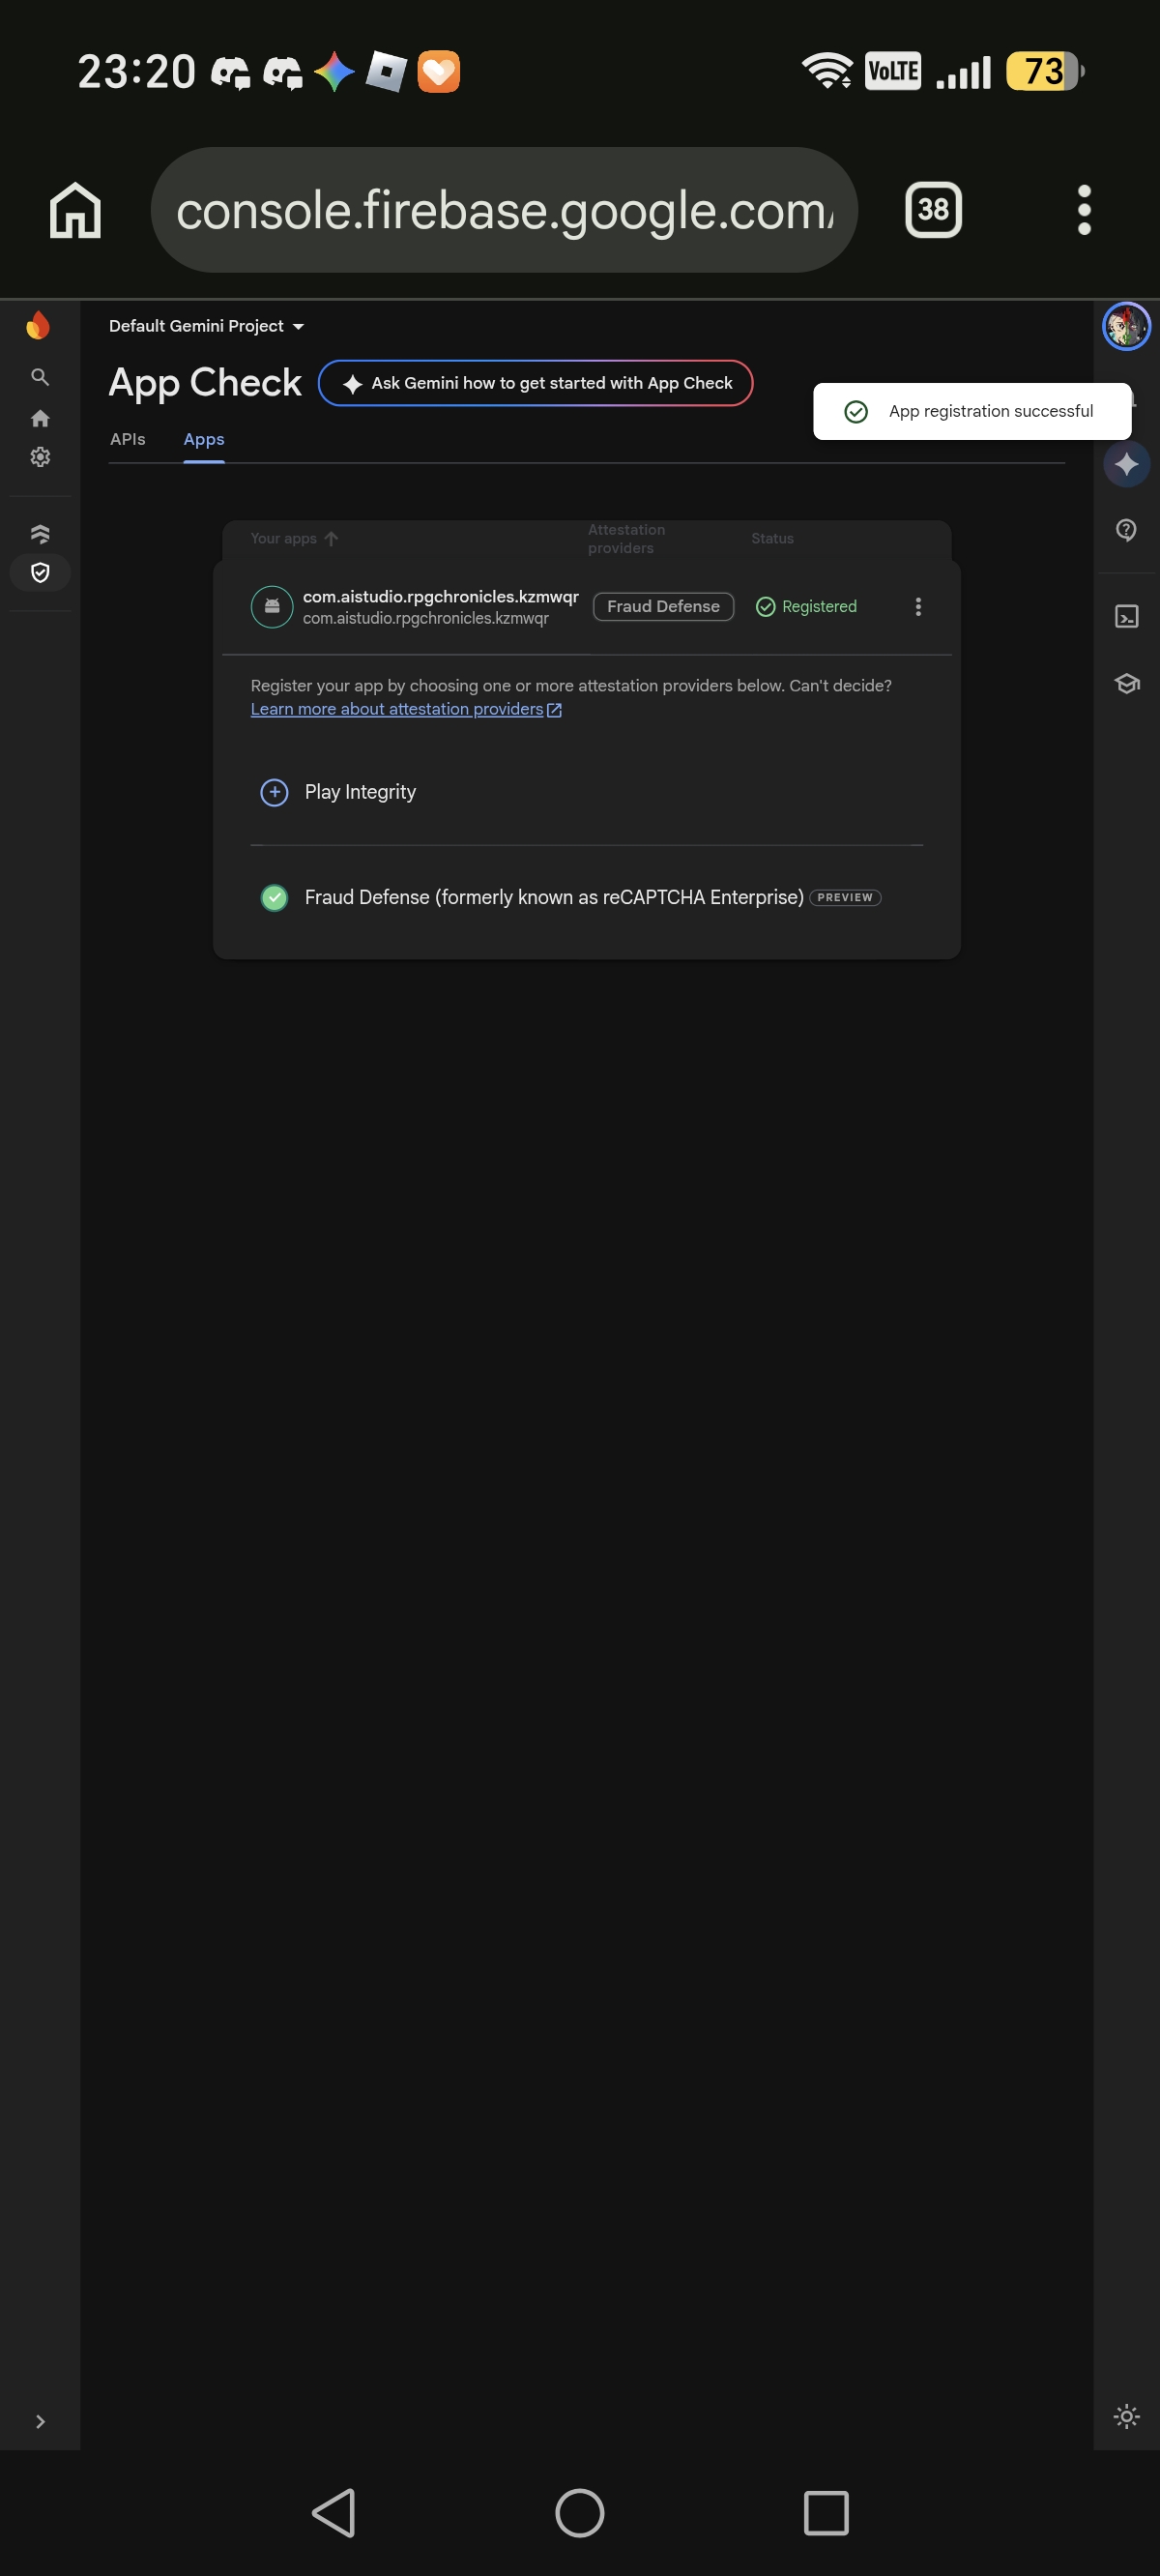 23:20
VoLTE
73
console.firebase.google.com/
38
Default Gemini Project
App Check
Ask Gemini how to get started with App Check
App registration successful
APIs
Apps
Your apps
Attestation
providers
Status
com.aistudio.rpgchronicles.kzmwqr
com.aistudio.rpgchronicles.kzmwqr
Fraud Defense
Registered
Register your app by choosing one or more attestation providers below. Can't decide?
Learn more about attestation providers
Play Integrity
Fraud Defense (formerly known as reCAPTCHA Enterprise)
PREVIEW